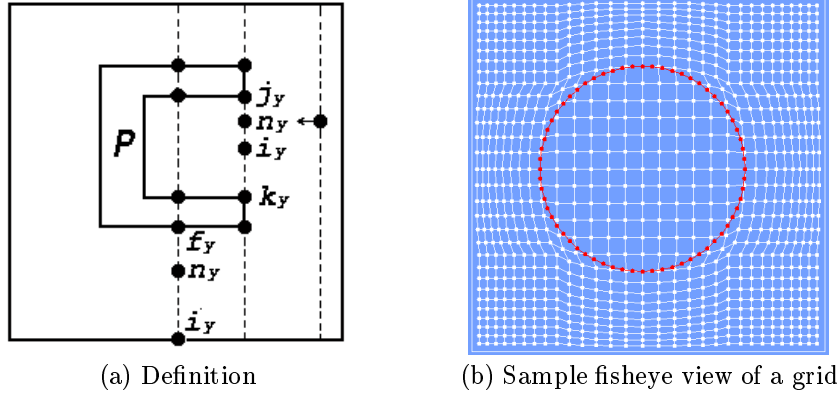 j_y
n_y
i_y
P
k_y
f_y
n_y
i_y
(a) Definition
(b) Sample fisheye view of a grid